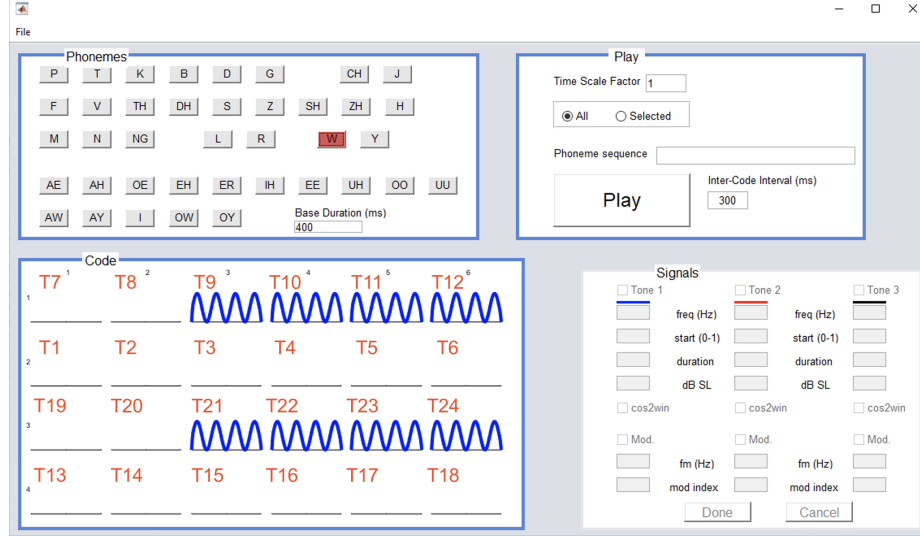 File
Phonemes
P T K B D G CH J
F V TH DH S Z SH ZH H
M N NG L R W Y
AE AH OE EH ER IH EE UH OO UU
AW AY I OW OY
Base Duration (ms)
400
Play
Time Scale Factor 1
All Selected
Phoneme sequence
Play
Inter-Code Interval (ms)
300
Code
1 2 3 4 5 6
T7 T8 T9 T10 T11 T12
1
T1 T2 T3 T4 T5 T6
2
T19 T20 T21 T22 T23 T24
3
T13 T14 T15 T16 T17 T18
4
Signals
Tone 1 Tone 2 Tone 3
freq (Hz) freq (Hz)
start (0-1) start (0-1)
duration duration
dB SL dB SL
cos2win cos2win cos2win
Mod. Mod. Mod.
fm (Hz) fm (Hz)
mod index mod index
Done Cancel